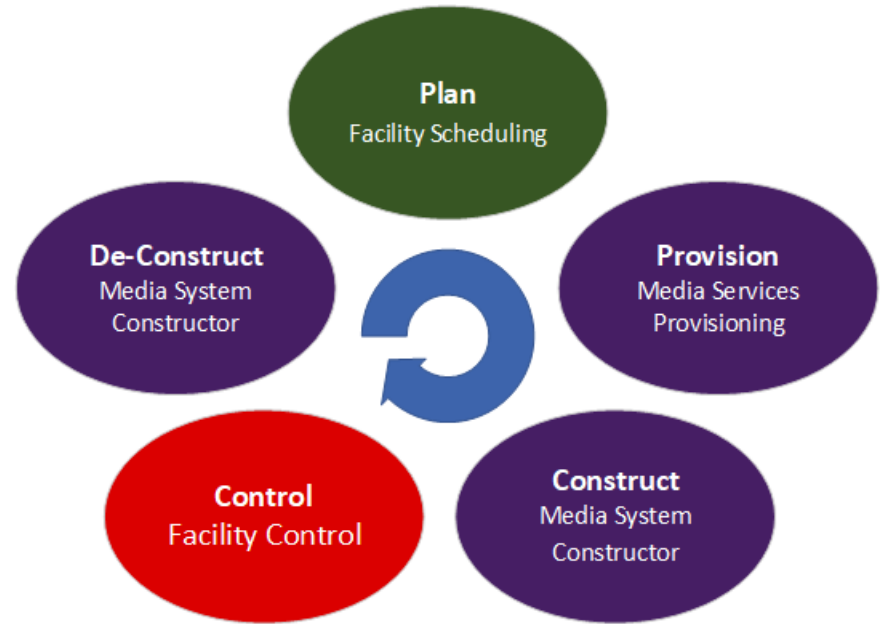 Plan
Facility Scheduling
Provision
Media Services
Provisioning
Construct
Media System
Constructor
Control
Facility Control
De-Construct
Media System
Constructor